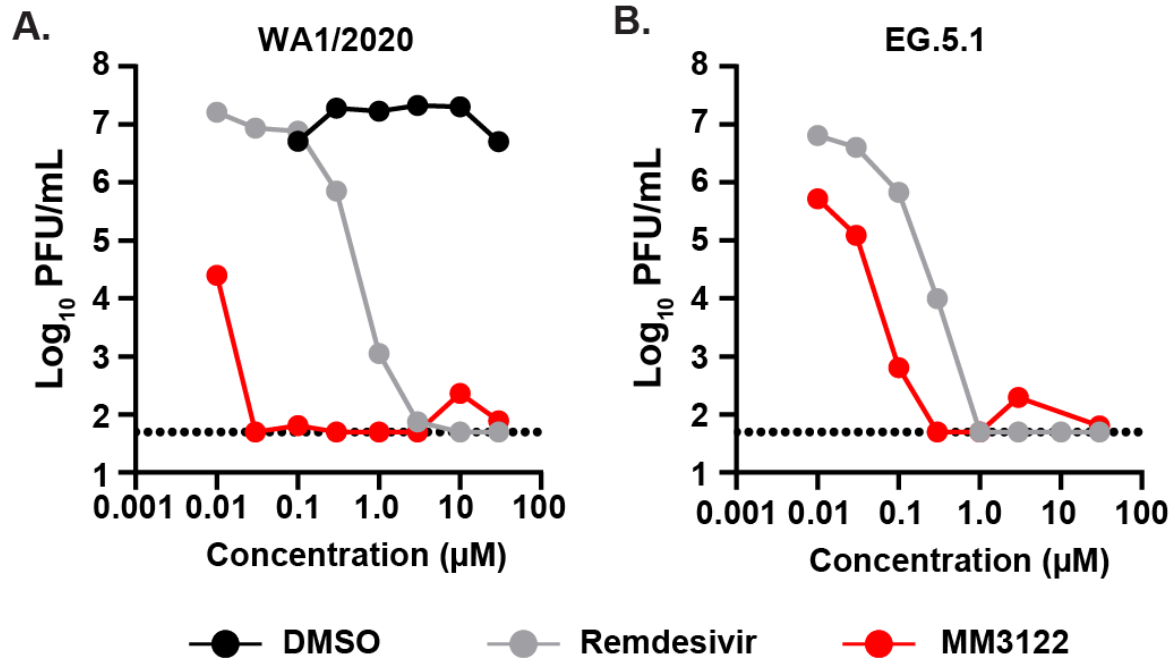 A.
WA1/2020
Log10 PFU/mL
8
7
6
5
4
3
2
1
0.001 0.01 0.1 1.0 10 100
Concentration (µM)
B.
EG.5.1
Log10 PFU/mL
8
7
6
5
4
3
2
1
0.001 0.01 0.1 1.0 10 100
Concentration (µM)
DMSO Remdesivir MM3122